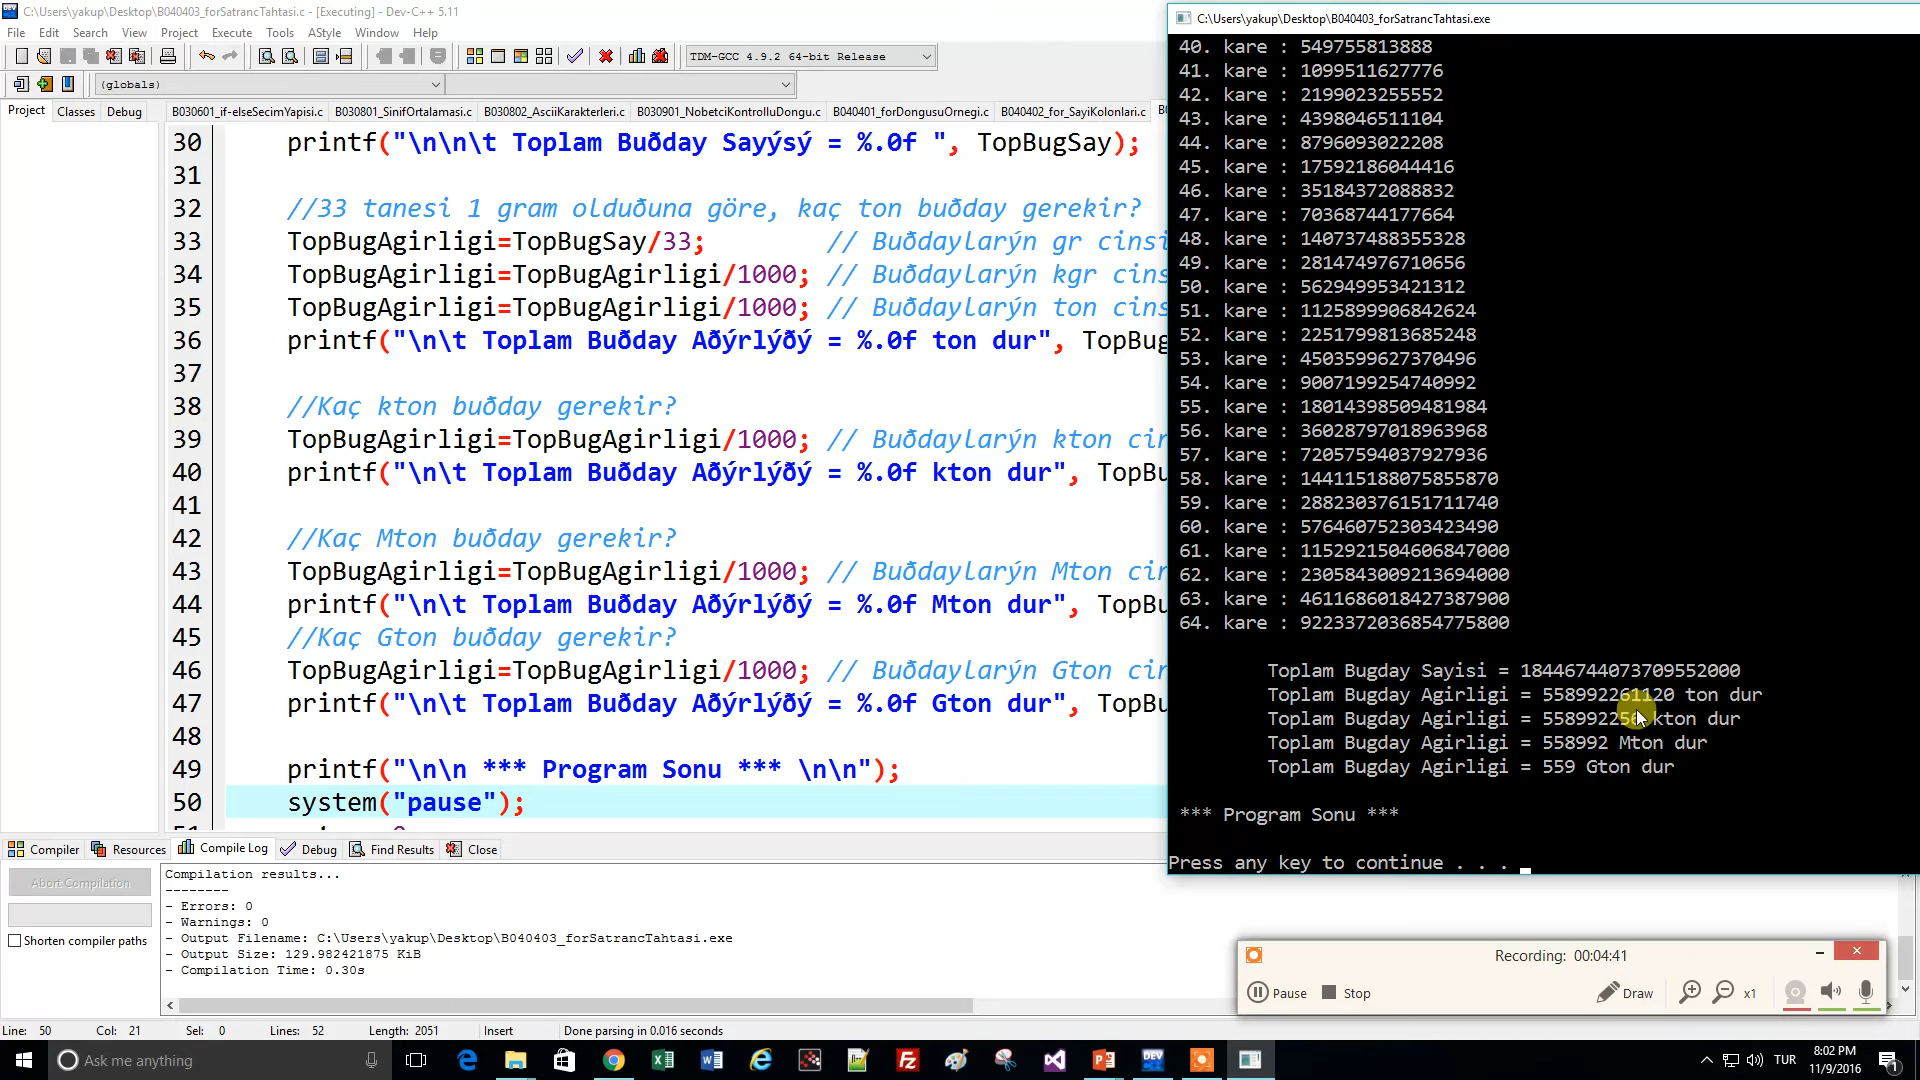 C:\Users\yakup\Desktop\B040403_forSatrancTahtasi.c - [Executing] - Dev-C++ 5.11
File Edit Search View Project Execute Tools AStyle Window Help
TDM-GCC 4.9.2 64-bit Release
(globals)
Project Classes Debug
B030601_if-elseSecimYapisi.c B030801_SinifOrtalamasi.c B030802_AsciiKarakterleri.c B030901_NobetciKontrolluDongu.c B040401_forDongusuOrnegi.c B040402_for_SayiKolonlari.c
30 printf("\n\n\t Toplam Buðday Sayýsý = %.0f ", TopBugSay);
31
32 //33 tanesi 1 gram olduðuna göre, kaç ton buðday gerekir?
33 TopBugAgirligi=TopBugSay/33; // Buðdaylarýn gr cinsi
34 TopBugAgirligi=TopBugAgirligi/1000; // Buðdaylarýn kgr cins
35 TopBugAgirligi=TopBugAgirligi/1000; // Buðdaylarýn ton cins
36 printf("\n\t Toplam Buðday Aðýrlýðý = %.0f ton dur", TopBug
37
38 //Kaç kton buðday gerekir?
39 TopBugAgirligi=TopBugAgirligi/1000; // Buðdaylarýn kton cin
40 printf("\n\t Toplam Buðday Aðýrlýðý = %.0f kton dur", TopBu
41
42 //Kaç Mton buðday gerekir?
43 TopBugAgirligi=TopBugAgirligi/1000; // Buðdaylarýn Mton cin
44 printf("\n\t Toplam Buðday Aðýrlýðý = %.0f Mton dur", TopBu
45 //Kaç Gton buðday gerekir?
46 TopBugAgirligi=TopBugAgirligi/1000; // Buðdaylarýn Gton cin
47 printf("\n\t Toplam Buðday Aðýrlýðý = %.0f Gton dur", TopBu
48
49 printf("\n\n *** Program Sonu *** \n\n");
50 system("pause");
C:\Users\yakup\Desktop\B040403_forSatrancTahtasi.exe
40. kare : 549755813888
41. kare : 1099511627776
42. kare : 2199023255552
43. kare : 4398046511104
44. kare : 8796093022208
45. kare : 17592186044416
46. kare : 35184372088832
47. kare : 70368744177664
48. kare : 140737488355328
49. kare : 281474976710656
50. kare : 562949953421312
51. kare : 1125899906842624
52. kare : 2251799813685248
53. kare : 4503599627370496
54. kare : 9007199254740992
55. kare : 18014398509481984
56. kare : 36028797018963968
57. kare : 72057594037927936
58. kare : 144115188075855870
59. kare : 288230376151711740
60. kare : 576460752303423490
61. kare : 1152921504606847000
62. kare : 2305843009213694000
63. kare : 4611686018427387900
64. kare : 9223372036854775800
Toplam Bugday Sayisi = 18446744073709552000
Toplam Bugday Agirligi = 558992261120 ton dur
Toplam Bugday Agirligi = kton dur
Toplam Bugday Agirligi = 558992 Mton dur
Toplam Bugday Agirligi = 559 Gton dur
*** Program Sonu ***
Press any key to continue . . .
Compiler Resources Compile Log Debug Find Results Close
Abort Compilation
Shorten compiler paths
Compilation results...
--------
- Errors: 0
- Warnings: 0
- Output Filename: C:\Users\yakup\Desktop\B040403_forSatrancTahtasi.exe
- Output Size: 129.982421875 KiB
- Compilation Time: 0.30s
Recording: 00:04:41
Pause Stop Draw x1
Line: 50 Col: 21 Sel: 0 Lines: 52 Length: 2051 Insert Done parsing in 0.016 seconds
Ask me anything
TUR
8:02 PM
11/9/2016